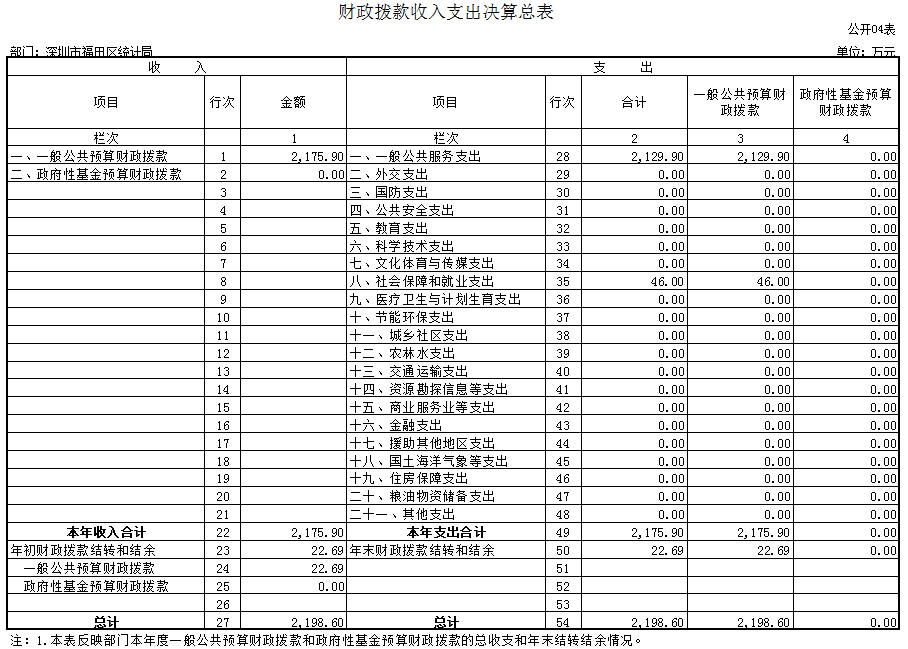 财政拨款收入支出决算总表
公开04表
部门：深圳市福田区统计局 单位：万元
收 入 支 出
项目 行次 金额 项目 行次 合计 一般公共预算财政拨款 政府性基金预算财政拨款
栏次 1 栏次 2 3 4
一、一般公共预算财政拨款 1 2,175.90 一、一般公共服务支出 28 2,129.90 2,129.90 0.00
二、政府性基金预算财政拨款 2 0.00 二、外交支出 29 0.00 0.00 0.00
3 三、国防支出 30 0.00 0.00 0.00
4 四、公共安全支出 31 0.00 0.00 0.00
5 五、教育支出 32 0.00 0.00 0.00
6 六、科学技术支出 33 0.00 0.00 0.00
7 七、文化体育与传媒支出 34 0.00 0.00 0.00
8 八、社会保障和就业支出 35 46.00 46.00 0.00
9 九、医疗卫生与计划生育支出 36 0.00 0.00 0.00
10 十、节能环保支出 37 0.00 0.00 0.00
11 十一、城乡社区支出 38 0.00 0.00 0.00
12 十二、农林水支出 39 0.00 0.00 0.00
13 十三、交通运输支出 40 0.00 0.00 0.00
14 十四、资源勘探信息等支出 41 0.00 0.00 0.00
15 十五、商业服务业等支出 42 0.00 0.00 0.00
16 十六、金融支出 43 0.00 0.00 0.00
17 十七、援助其他地区支出 44 0.00 0.00 0.00
18 十八、国土海洋气象等支出 45 0.00 0.00 0.00
19 十九、住房保障支出 46 0.00 0.00 0.00
20 二十、粮油物资储备支出 47 0.00 0.00 0.00
21 二十一、其他支出 48 0.00 0.00 0.00
本年收入合计 22 2,175.90 本年支出合计 49 2,175.90 2,175.90 0.00
年初财政拨款结转和结余 23 22.69 年末财政拨款结转和结余 50 22.69 22.69 0.00
一般公共预算财政拨款 24 22.69 51
政府性基金预算财政拨款 25 0.00 52
26 53
总计 27 2,198.60 总计 54 2,198.60 2,198.60 0.00
注：1.本表反映部门本年度一般公共预算财政拨款和政府性基金预算财政拨款的总收支和年末结转结余情况。